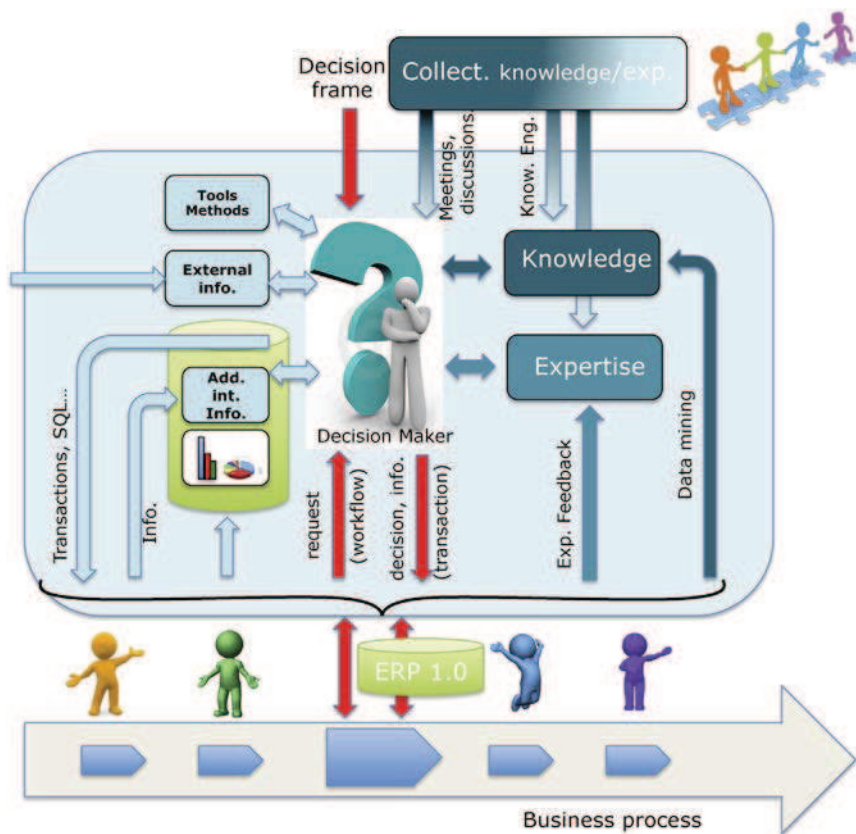 Decision
frame
Collect. knowledge/exp.
Meetings,
discussions.
Know. Eng.
Tools
Methods
External
info.
Knowledge
Add.
int.
Info.
Expertise
Decision Maker
Transactions, SQL...
Info.
request
(workflow)
decision, info.
(transaction)
Exp. Feedback
Data mining
ERP 1.0
Business process